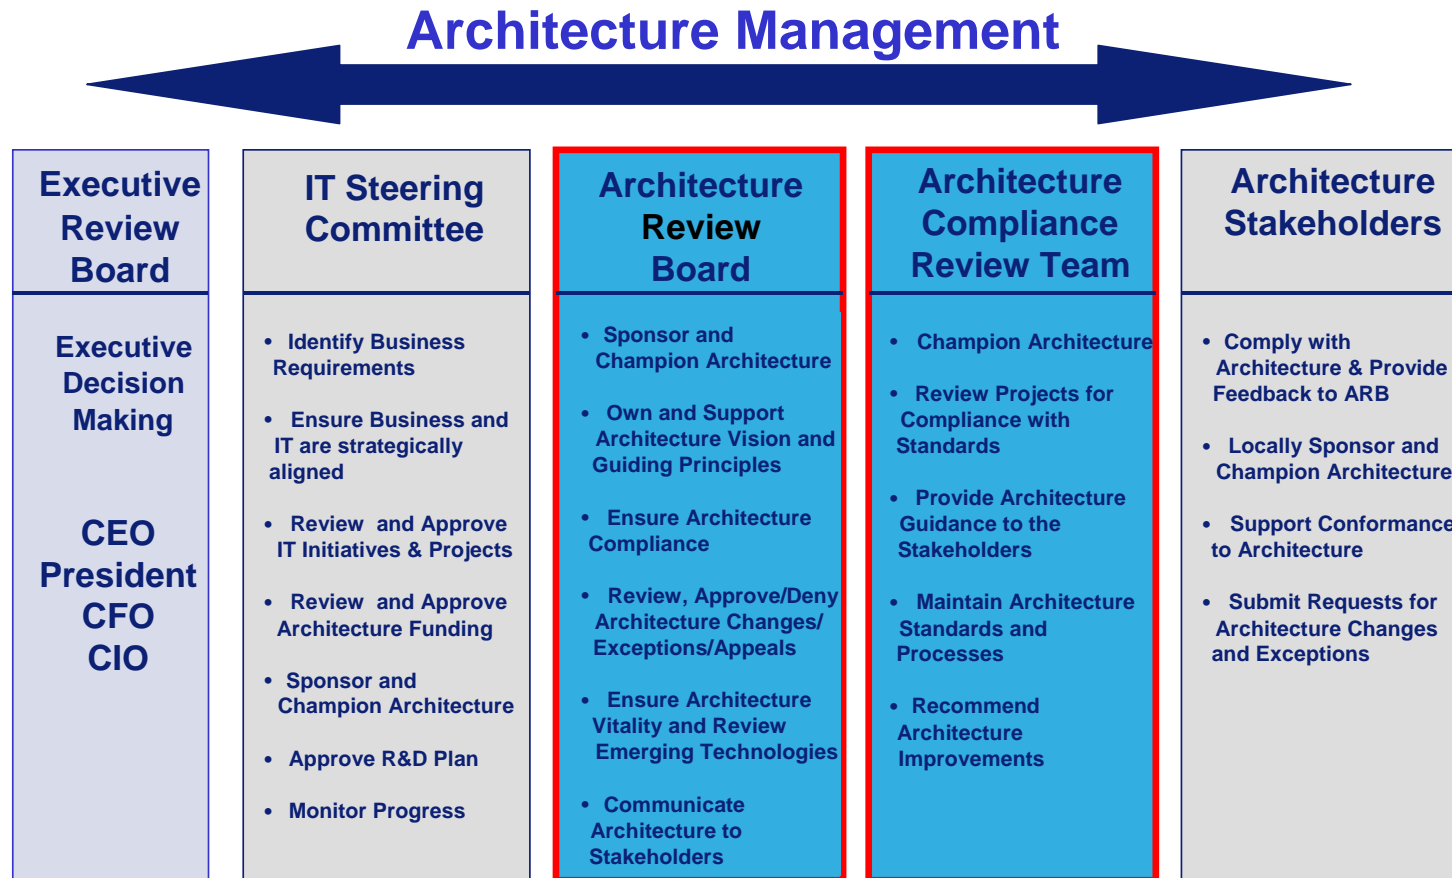 Architecture Management
Executive
Review
Board
Executive
Decision
Making
CEO
President
CFO
CIO
IT Steering
Committee
• Identify Business
Requirements
• Ensure Business and
IT are strategically
aligned
• Review and Approve
IT Initiatives & Projects
• Review and Approve
Architecture Funding
• Sponsor and
Champion Architecture
• Approve R&D Plan
• Monitor Progress
Architecture
Review
Board
• Sponsor and
Champion Architecture
• Own and Support
Architecture Vision and
Guiding Principles
• Ensure Architecture
Compliance
• Review, Approve/Deny
Architecture Changes/
Exceptions/Appeals
• Ensure Architecture
Vitality and Review
Emerging Technologies
• Communicate
Architecture to
Stakeholders
Architecture
Compliance
Review Team
• Champion Architecture
• Review Projects for
Compliance with
Standards
• Provide Architecture
Guidance to the
Stakeholders
• Maintain Architecture
Standards and
Processes
• Recommend
Architecture
Improvements
Architecture
Stakeholders
• Comply with
Architecture & Provide
Feedback to ARB
• Locally Sponsor and
Champion Architecture
• Support Conformance
to Architecture
• Submit Requests for
Architecture Changes
and Exceptions